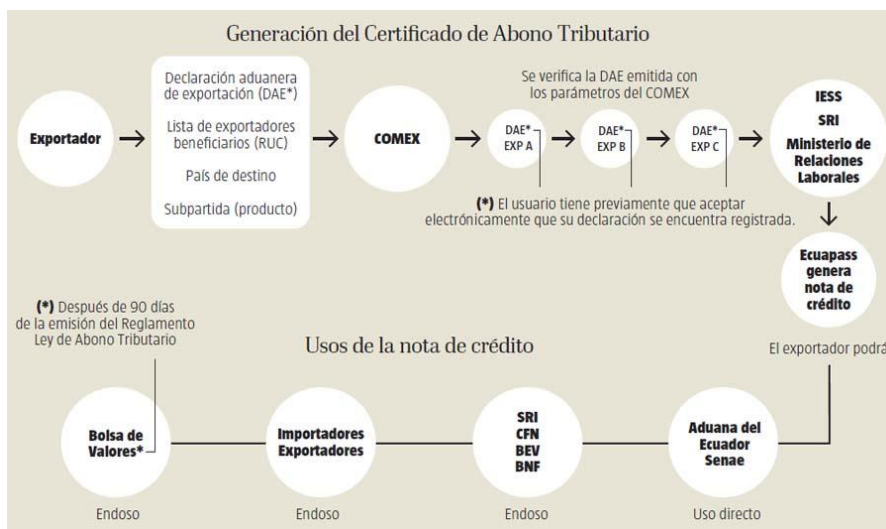 Generación del Certificado de Abono Tributario
Exportador
Declaración aduanera
de exportación (DAE*)
Lista de exportadores
beneficiarios (RUC)
País de destino
Subpartida (producto)
COMEX
Se verifica la DAE emitida con
los parámetros del COMEX
DAE*
EXP A
DAE*
EXP B
DAE*
EXP C
(*) El usuario tiene previamente que aceptar
electrónicamente que su declaración se encuentra registrada.
IESS
SRI
Ministerio de
Relaciones
Laborales
Ecuapass
genera
nota de
crédito
El exportador podrá
(*) Después de 90 días
de la emisión del Reglamento
Ley de Abono Tributario
Usos de la nota de crédito
Bolsa de
Valores*
Endoso
Importadores
Exportadores
Endoso
SRI
CFN
BEV
BNF
Endoso
Aduana del
Ecuador
Senae
Uso directo